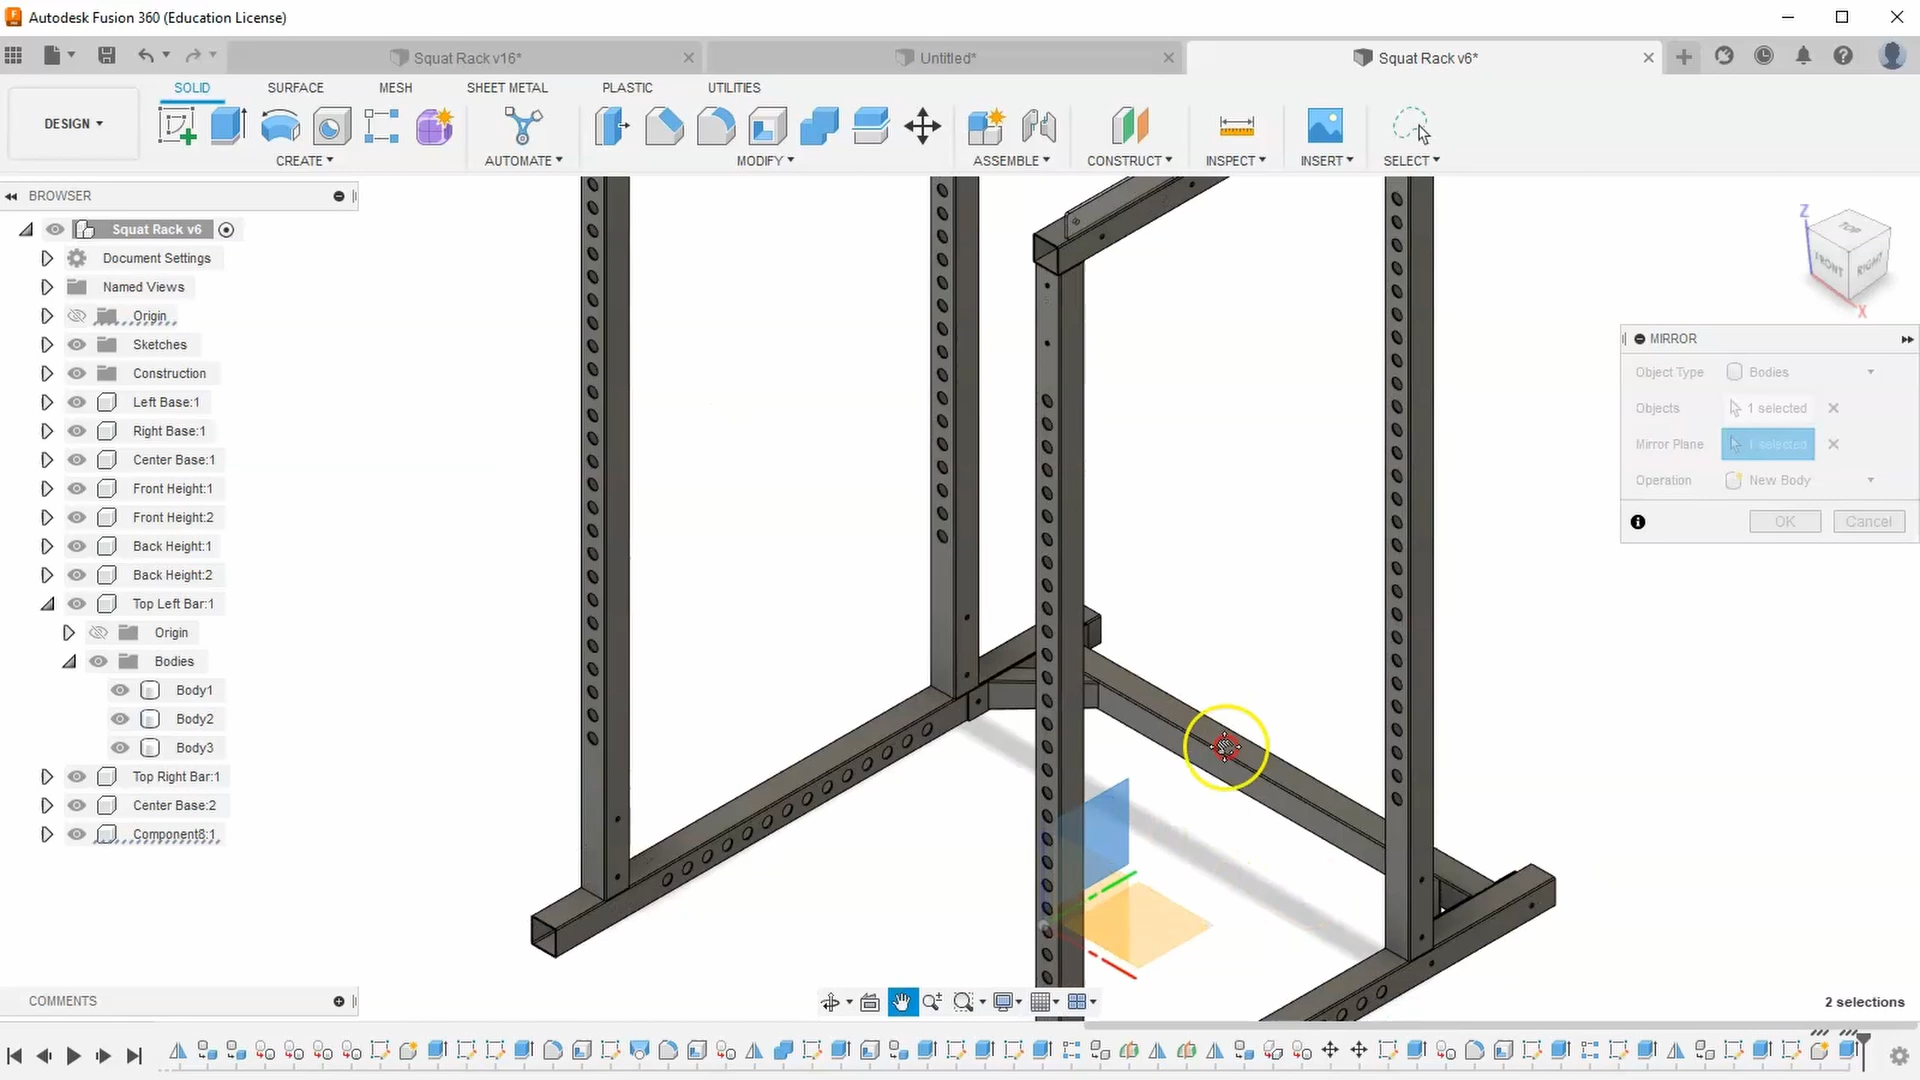 Autodesk Fusion 360 (Education License)
Squat Rack v16*
Untitled*
Squat Rack v6*
SOLID
SURFACE
MESH
SHEET METAL
PLASTIC
UTILITIES
DESIGN
CREATE
AUTOMATE
MODIFY
ASSEMBLE
CONSTRUCT
INSPECT
INSERT
SELECT
BROWSER
Squat Rack v6
Document Settings
Named Views
Origin
Sketches
Construction
Left Base:1
Right Base:1
Center Base:1
Front Height:1
Front Height:2
Back Height:1
Back Height:2
Top Left Bar:1
Origin
Bodies
Body1
Body2
Body3
Top Right Bar:1
Center Base:2
Component8:1
Z
TOP
FRONT
RIGHT
X
MIRROR
Object Type Bodies
Objects 1 selected
Mirror Plane 1 selected
Operation New Body
OK Cancel
COMMENTS
2 selections